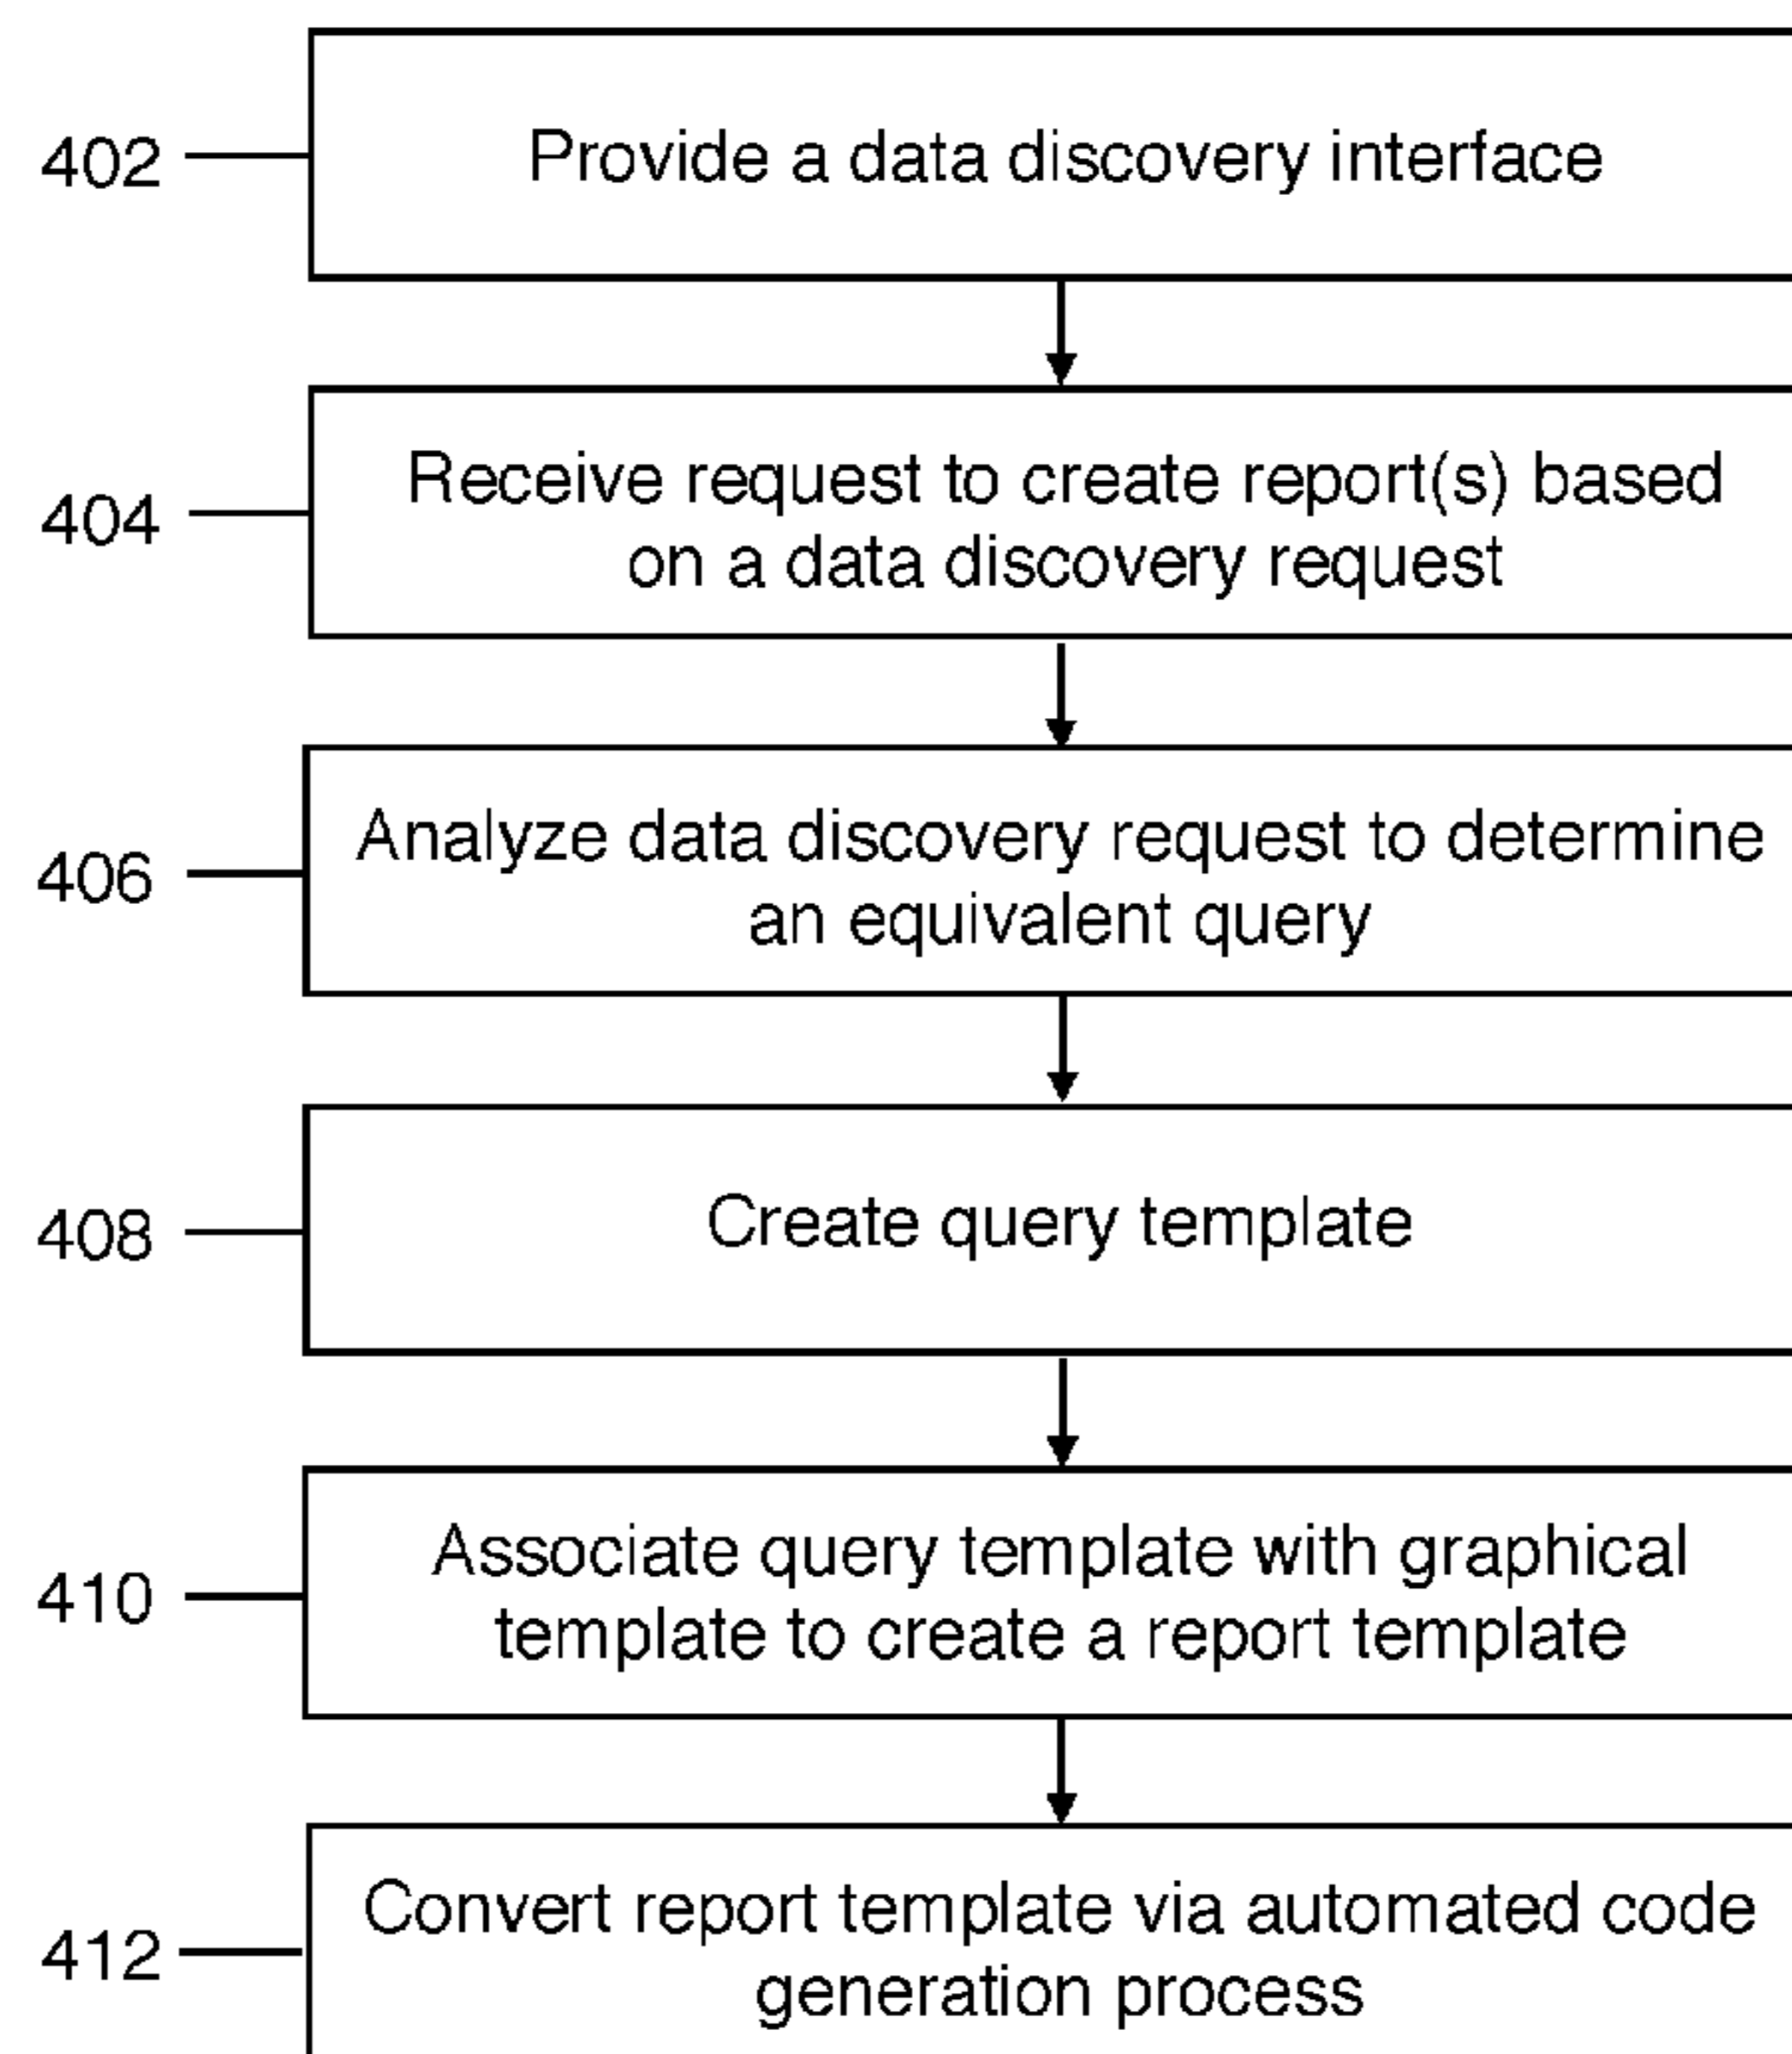 402
Provide a data discovery interface
404
Receive request to create report(s) based
on a data discovery request
406
Analyze data discovery request to determine
an equivalent query
408
Create query template
410
Associate query template with graphical
template to create a report template
412
Convert report template via automated code
generation process